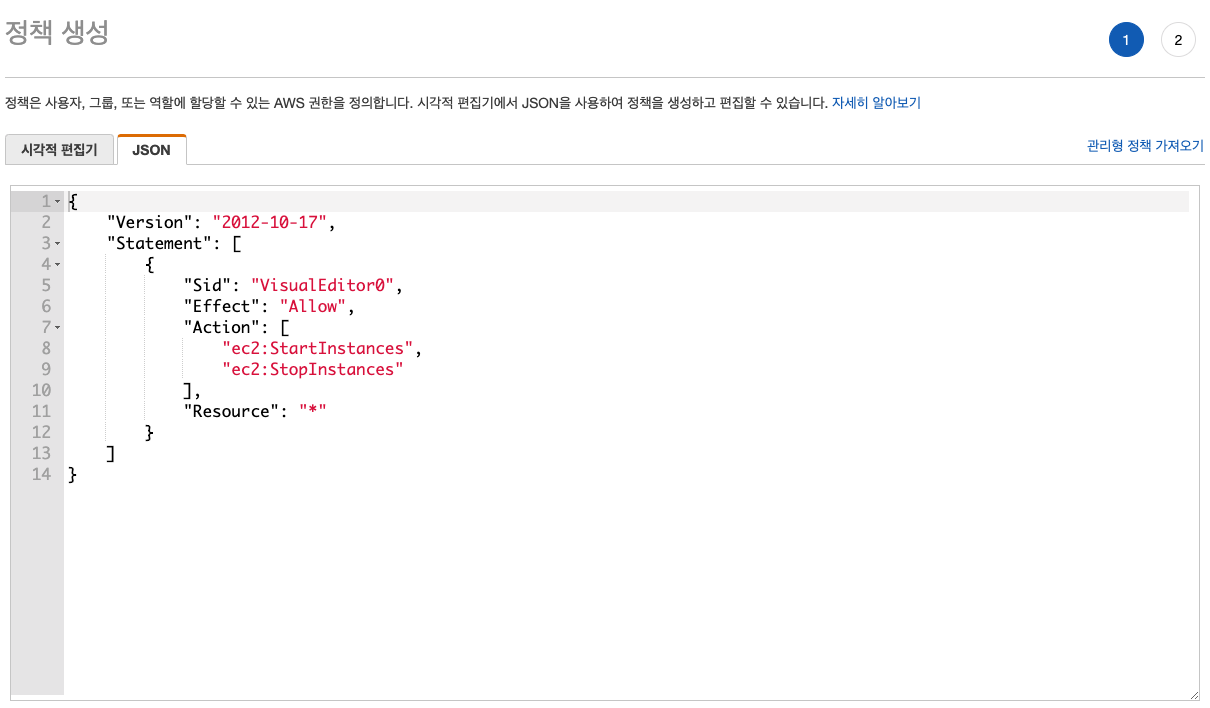 정책 생성
1
2
정책은 사용자, 그룹, 또는 역할에 할당할 수 있는 AWS 권한을 정의합니다. 시각적 편집기에서 JSON을 사용하여 정책을 생성하고 편집할 수 있습니다. 자세히 알아보기
시각적 편집기 JSON 관리형 정책 가져오기
1 {
2     "Version": "2012-10-17",
3     "Statement": [
4         {
5             "Sid": "VisualEditor0",
6             "Effect": "Allow",
7             "Action": [
8                 "ec2:StartInstances",
9                 "ec2:StopInstances"
10             ],
11             "Resource": "*"
12         }
13     ]
14 }